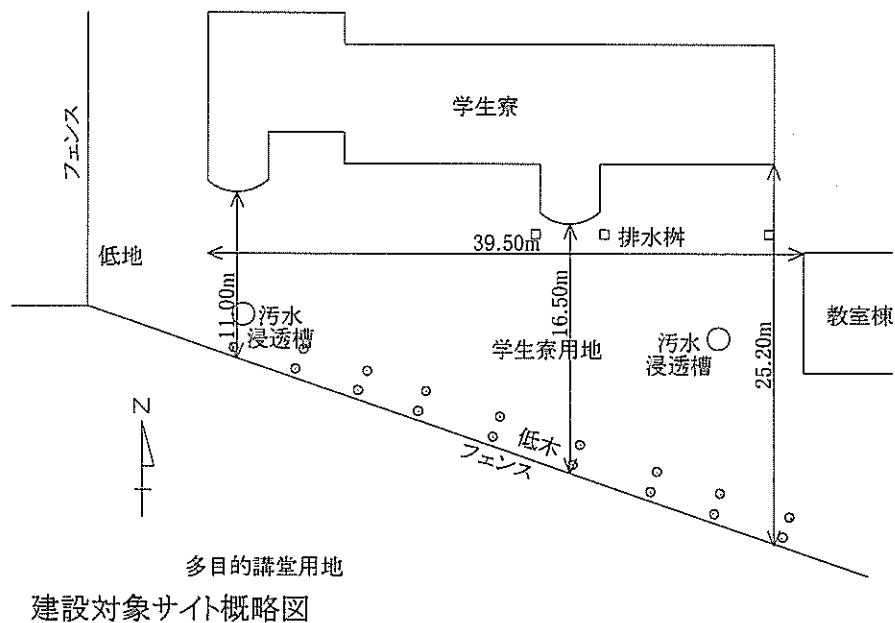 学生寮
フェンス
39.50m
排水桝
低地
11.00m
16.50m
25.20m
汚水
浸透槽
学生寮用地
汚水
浸透槽
教室棟
N
低木
フェンス
多目的講堂用地
建設対象サイト概略図